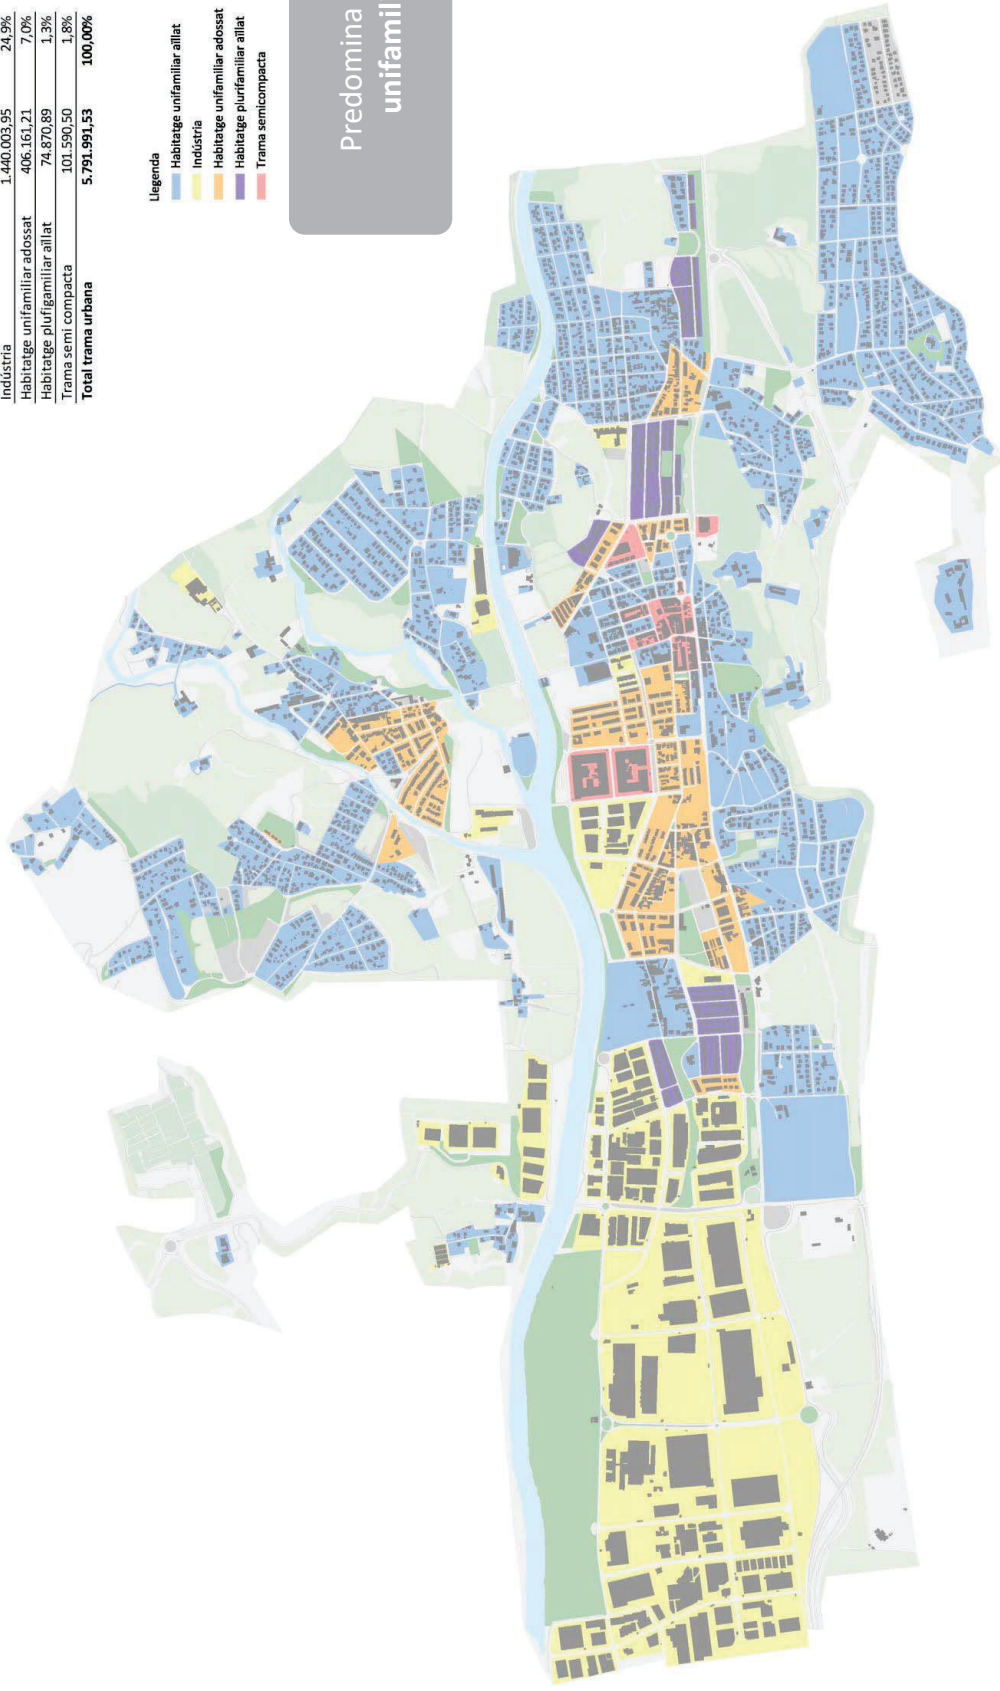 Indústria 1.440.003,95 24,9%
Habitatge unifamiliar adossat 406.161,21 7,0%
Habitatge plufigamiliar aïllat 74.870,89 1,3%
Trama semi compacta 101.590,50 1,8%
Total trama urbana 5.791.991,53 100,00%
Llegenda
Habitatge unifamiliar aïllat
Indústria
Habitatge unifamiliar adossat
Habitatge plurifamiliar aïllat
Trama semicompacta
Predomina
unifamil